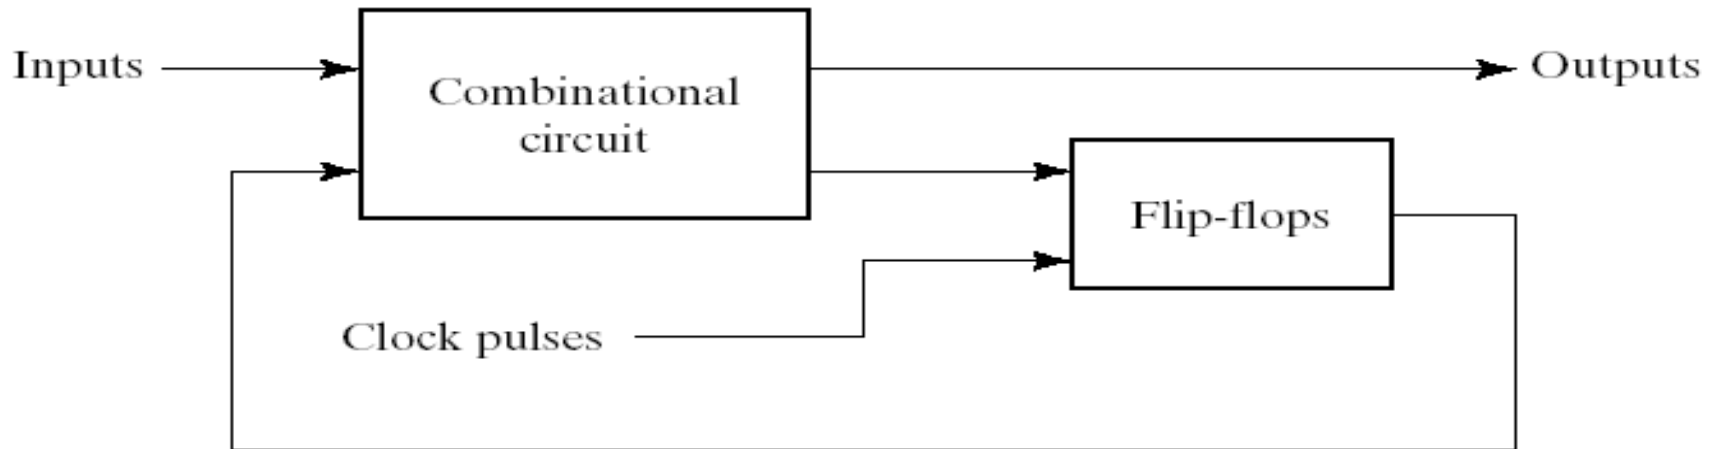 Inputs
Combinational
circuit
Outputs
Flip-flops
Clock pulses